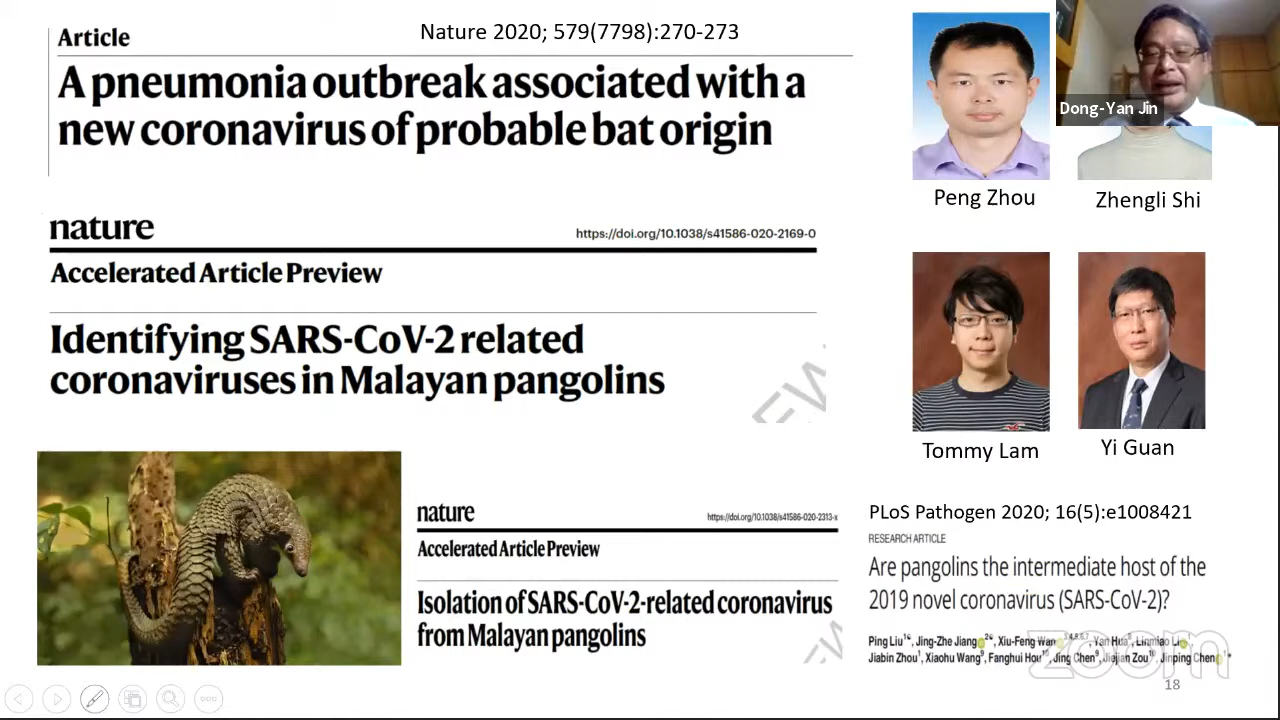 Nature 2020; 579(7798):270-273
Article
A pneumonia outbreak associated with a
new coronavirus of probable bat origin
Dong-Yan Jin
Peng Zhou
Zhengli Shi
nature
https://doi.org/10.1038/s41586-020-2169-0
Accelerated Article Preview
Identifying SARS-CoV-2 related
coronaviruses in Malayan pangolins
EW
Tommy Lam
Yi Guan
nature
https://doi.org/10.1038/s41586-020-2313-x
Accelerated Article Preview
Isolation of SARS-CoV-2-related coronavirus
from Malayan pangolins
PLoS Pathogen 2020; 16(5):e1008421
RESEARCH ARTICLE
Are pangolins the intermediate host of the
2019 novel coronavirus (SARS-CoV-2)?
Ping Liu, Jing-Zhe Jiang, Xiu-Feng Wan, Yan Hua, Linmiao Li,
Jiabin Zhou, Xiaohu Wang, Fanghui Hou, Jing Chen, Jiejian Zou, Jinping Chen
zoom
18